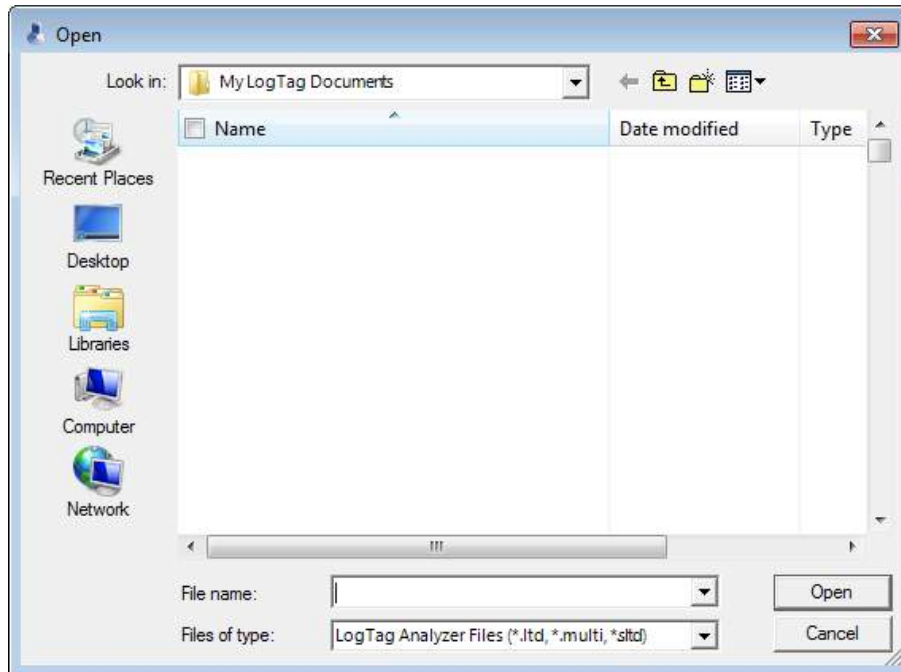 Open
Look in: My LogTag Documents
Name Date modified Type
Recent Places
Desktop
Libraries
Computer
Network
File name: Open
Files of type: LogTag Analyzer Files (*.ltd, *.multi, *.sltd) Cancel